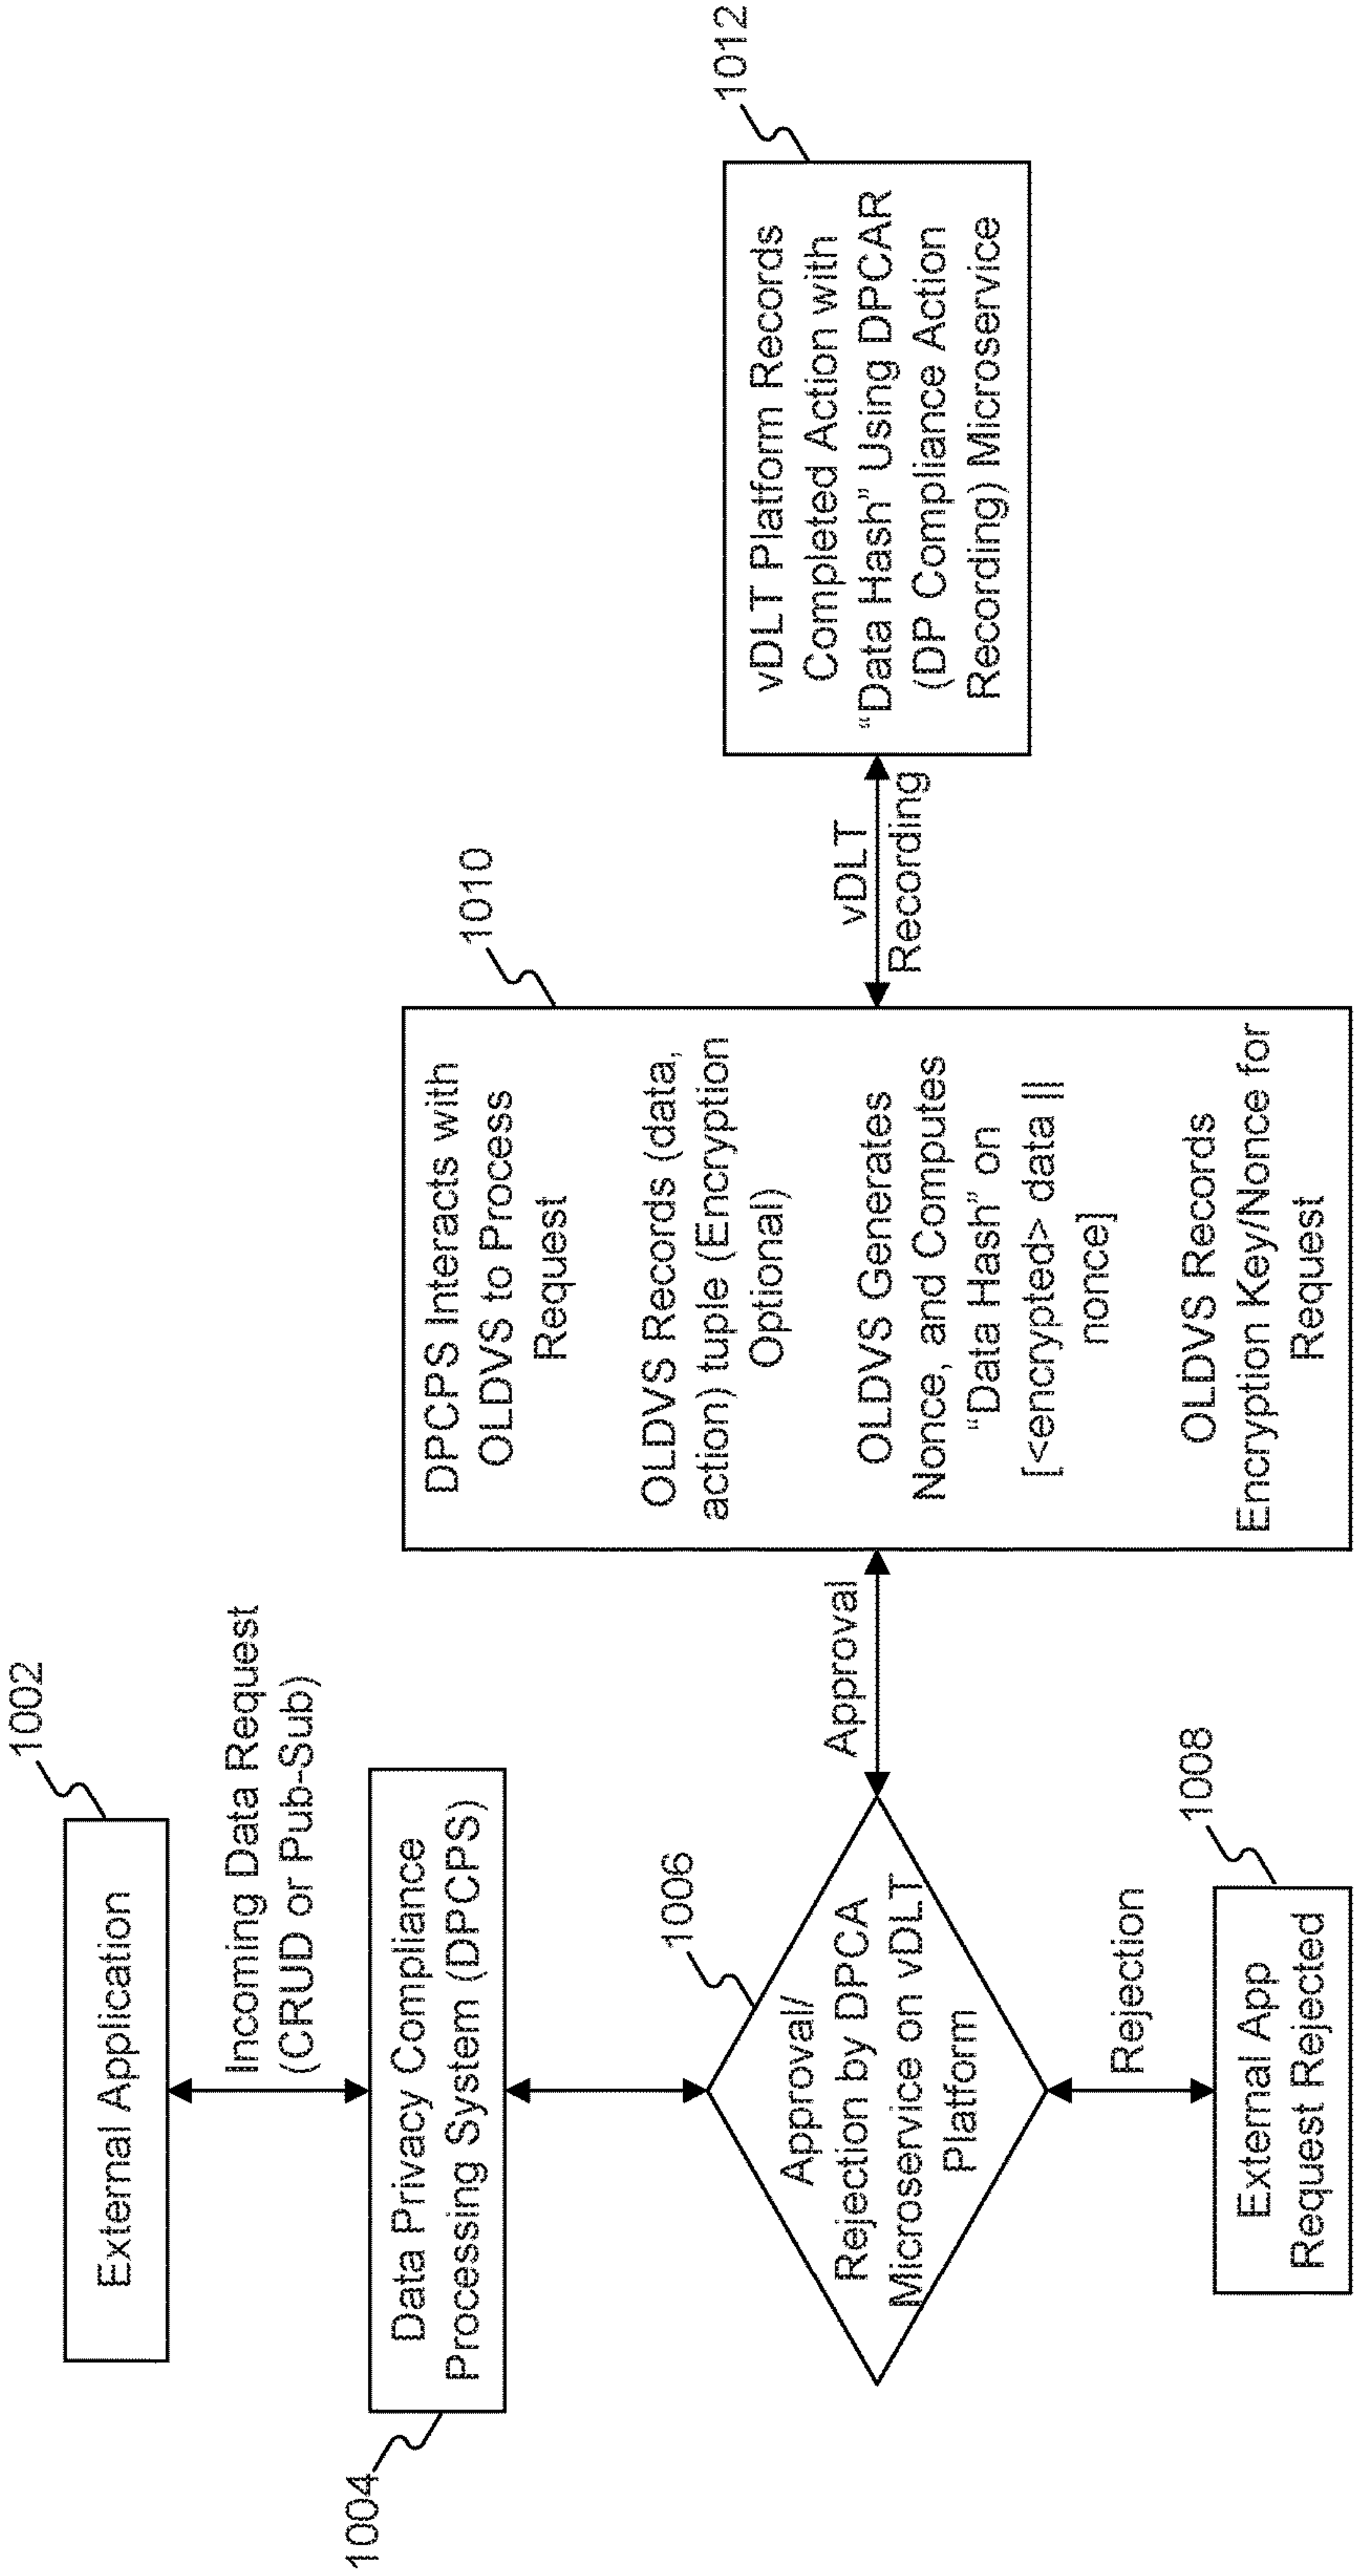 1002
External Application
Incoming Data Request
(CRUD or Pub-Sub)
1004
Data Privacy Compliance
Processing System (DPCPS)
1006
Approval/
Rejection by DPCA
Microservice on vDLT
Platform
Rejection
1008
External App
Request Rejected
Approval
1010
DPCPS Interacts with
OLDVS to Process
Request
OLDVS Records (data,
action) tuple (Encryption
Optional)
OLDVS Generates
Nonce, and Computes
“Data Hash” on
[<encrypted> data ||
nonce]
OLDVS Records
Encryption Key/Nonce for
Request
vDLT
Recording
1012
vDLT Platform Records
Completed Action with
“Data Hash” Using DPCAR
(DP Compliance Action
Recording) Microservice